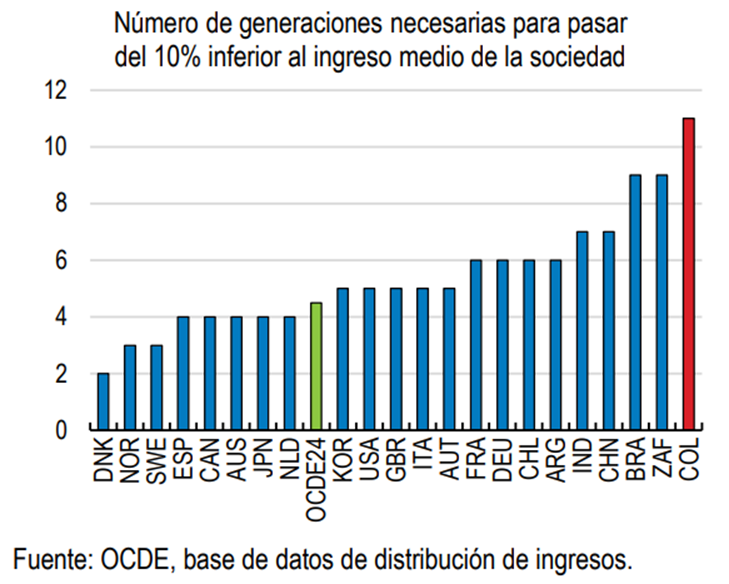 Número de generaciones necesarias para pasar
del 10% inferior al ingreso medio de la sociedad
12
10
8
6
4
2
0
DNK
NOR
SWE
ESP
CAN
AUS
JPN
NLD
OCDE24
KOR
USA
GBR
ITA
AUT
FRA
DEU
CHL
ARG
IND
CHN
BRA
ZAF
COL
Fuente: OCDE, base de datos de distribución de ingresos.